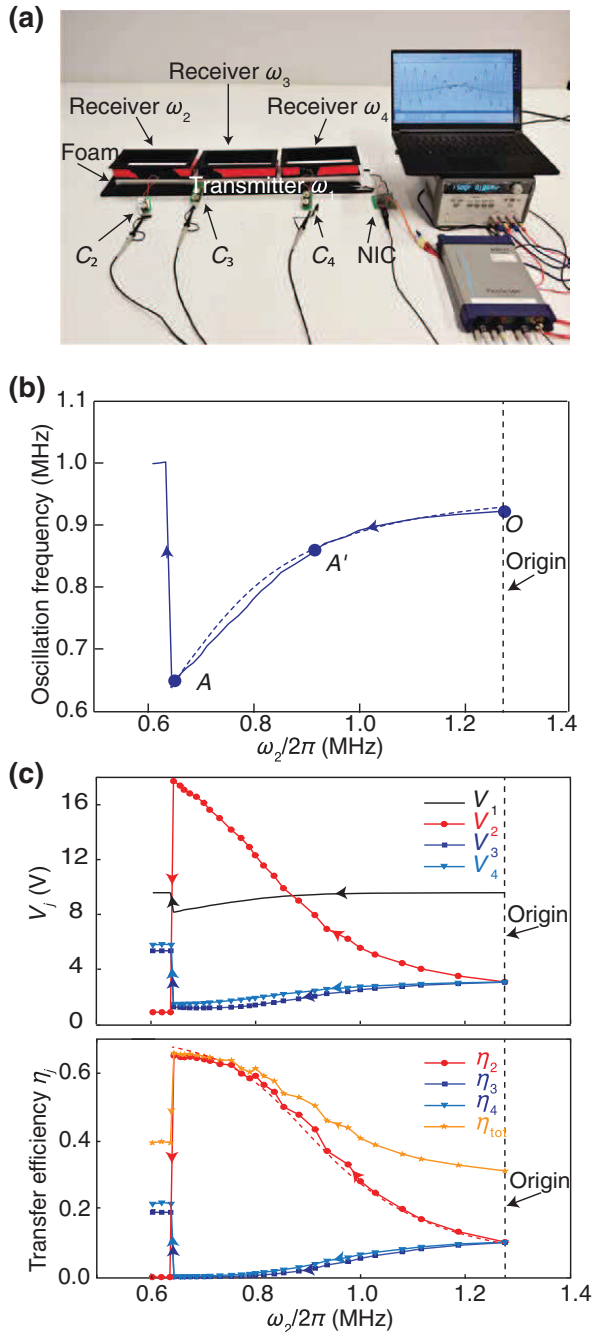 (a)
Receiver ω3
Receiver ω2
Receiver ω4
Foam
Transmitter ω1
C2
C3
C4
NIC
(b)
Oscillation frequency (MHz)
1.1
1.0
0.9
0.8
0.7
0.6
O
A'
A
Origin
0.6
0.8
1.0
1.2
1.4
ω2/2π (MHz)
(c)
Vj (V)
16
12
8
4
0
V1
V2
V3
V4
Origin
Transfer efficiency ηj
0.6
0.4
0.2
0.0
η2
η3
η4
ηtot
Origin
0.6
0.8
1.0
1.2
1.4
ω2/2π (MHz)